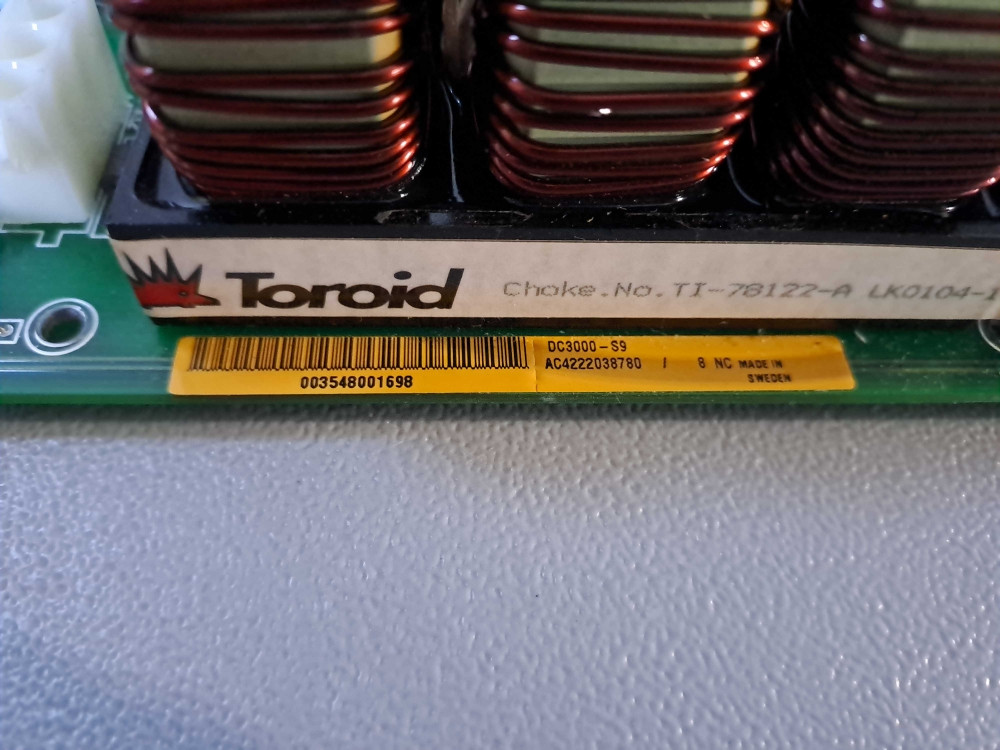 Toroid Choke.No.TI-78122-A LK0104-1
DC3000-S9
AC4222038780 / 8 NC MADE IN
SWEDEN
003548001698